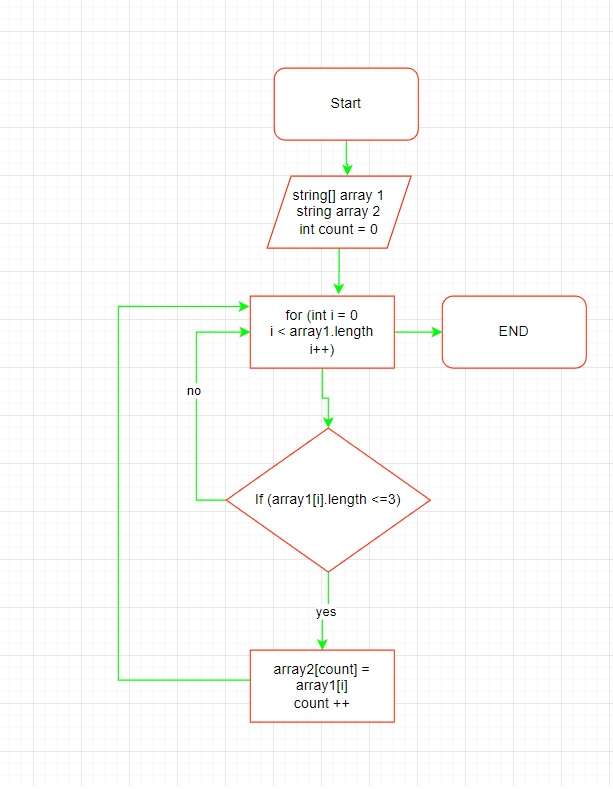 Start
string[] array 1
string array 2
int count = 0
for (int i = 0
i < array1.length
i++)
END
no
If (array1[i].length <=3)
yes
array2[count] =
array1[i]
count ++